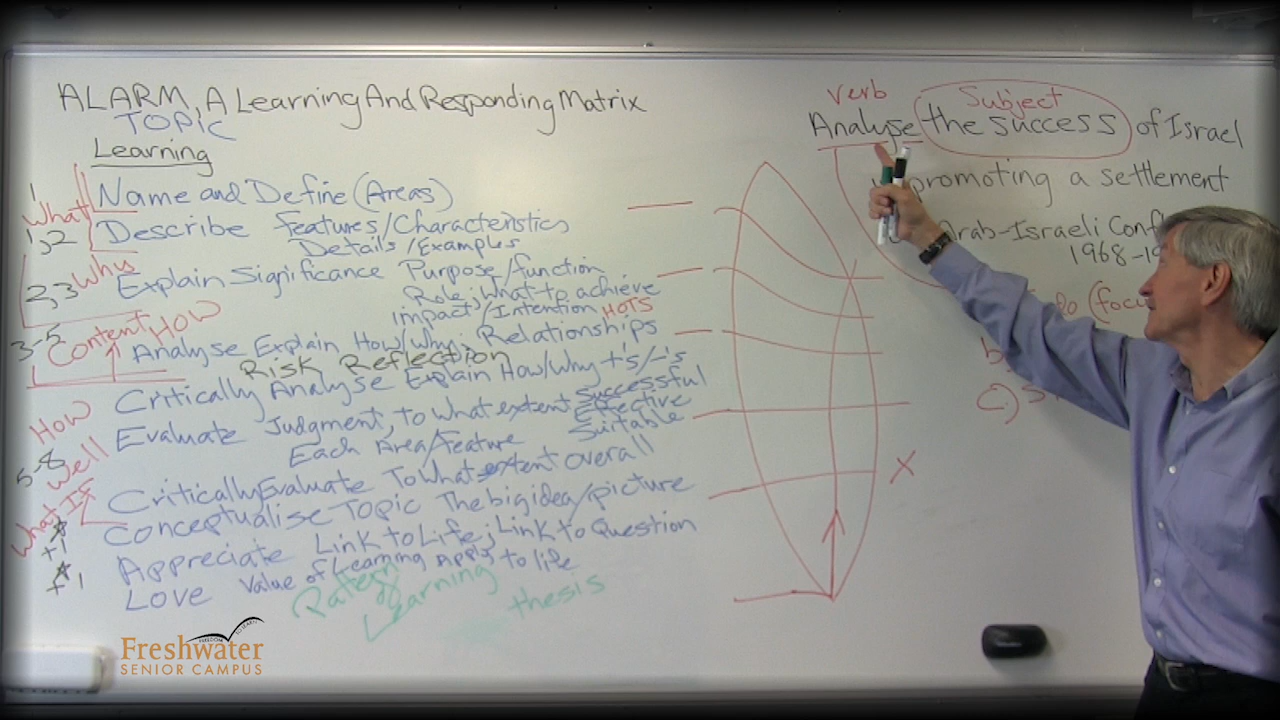 ALARM, A Learning And Responding Matrix
TOPIC
Learning
1
What
Name and Define (Areas)
1,2
Describe Features/Characteristics
Details/Examples
Why
2,3
Explain Significance Purpose/function
Role; What to achieve
impact/Intention HOTS
3-5
Content HOW
Analyse Explain How/Why Relationships
Risk Reflection
Critically Analyse Explain How/Why +'s/-'s
How
Well
5-8
Evaluate Judgment, to what extent successful
Effective
Suitable
Each Area/feature
Critically Evaluate To What extent overall
What If
Conceptualise Topic The big idea/picture
+1
Appreciate Link to Life; Link to Question
+1
Love Value of Learning Apply to life
Learning
thesis
verb
Subject
Analyse the success of Israel
promoting a settlement
Arab-Israeli Conf
1968-19
(focu
b
c) S
X
Freshwater
SENIOR CAMPUS